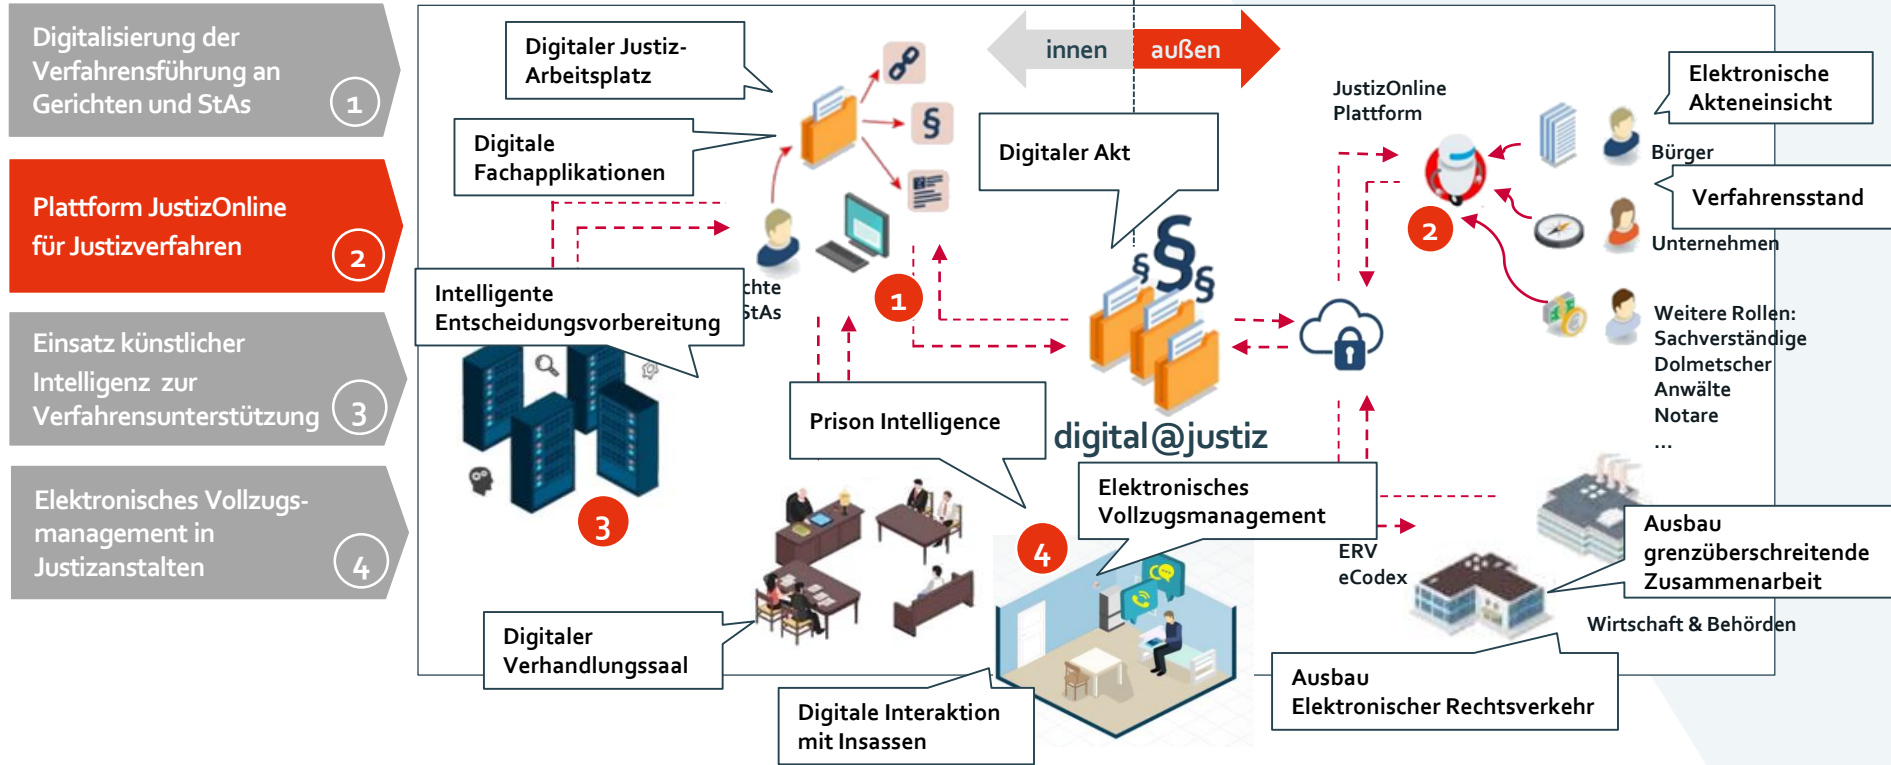 Digitalisierung der
Verfahrensführung an
Gerichten und StAs
1
Plattform JustizOnline
für Justizverfahren
2
Einsatz künstlicher
Intelligenz zur
Verfahrensunterstützung
3
Elektronisches Vollzugs-
management in
Justizanstalten
4
innen
außen
Digitaler Justiz-
Arbeitsplatz
Digitale
Fachapplikationen
§
Digitaler Akt
JustizOnline
Plattform
Elektronische
Akteneinsicht
Bürger
Verfahrensstand
2
Unternehmen
Weitere Rollen:
Sachverständige
Dolmetscher
Anwälte
Notare
...
chte
StAs
1
Intelligente
Entscheidungsvorbereitung
§
§
§
digital@justiz
3
Prison Intelligence
4
Elektronisches
Vollzugsmanagement
ERV
eCodex
Ausbau
grenzüberschreitende
Zusammenarbeit
Wirtschaft & Behörden
Digitaler
Verhandlungssaal
Digitale Interaktion
mit Insassen
Ausbau
Elektronischer Rechtsverkehr